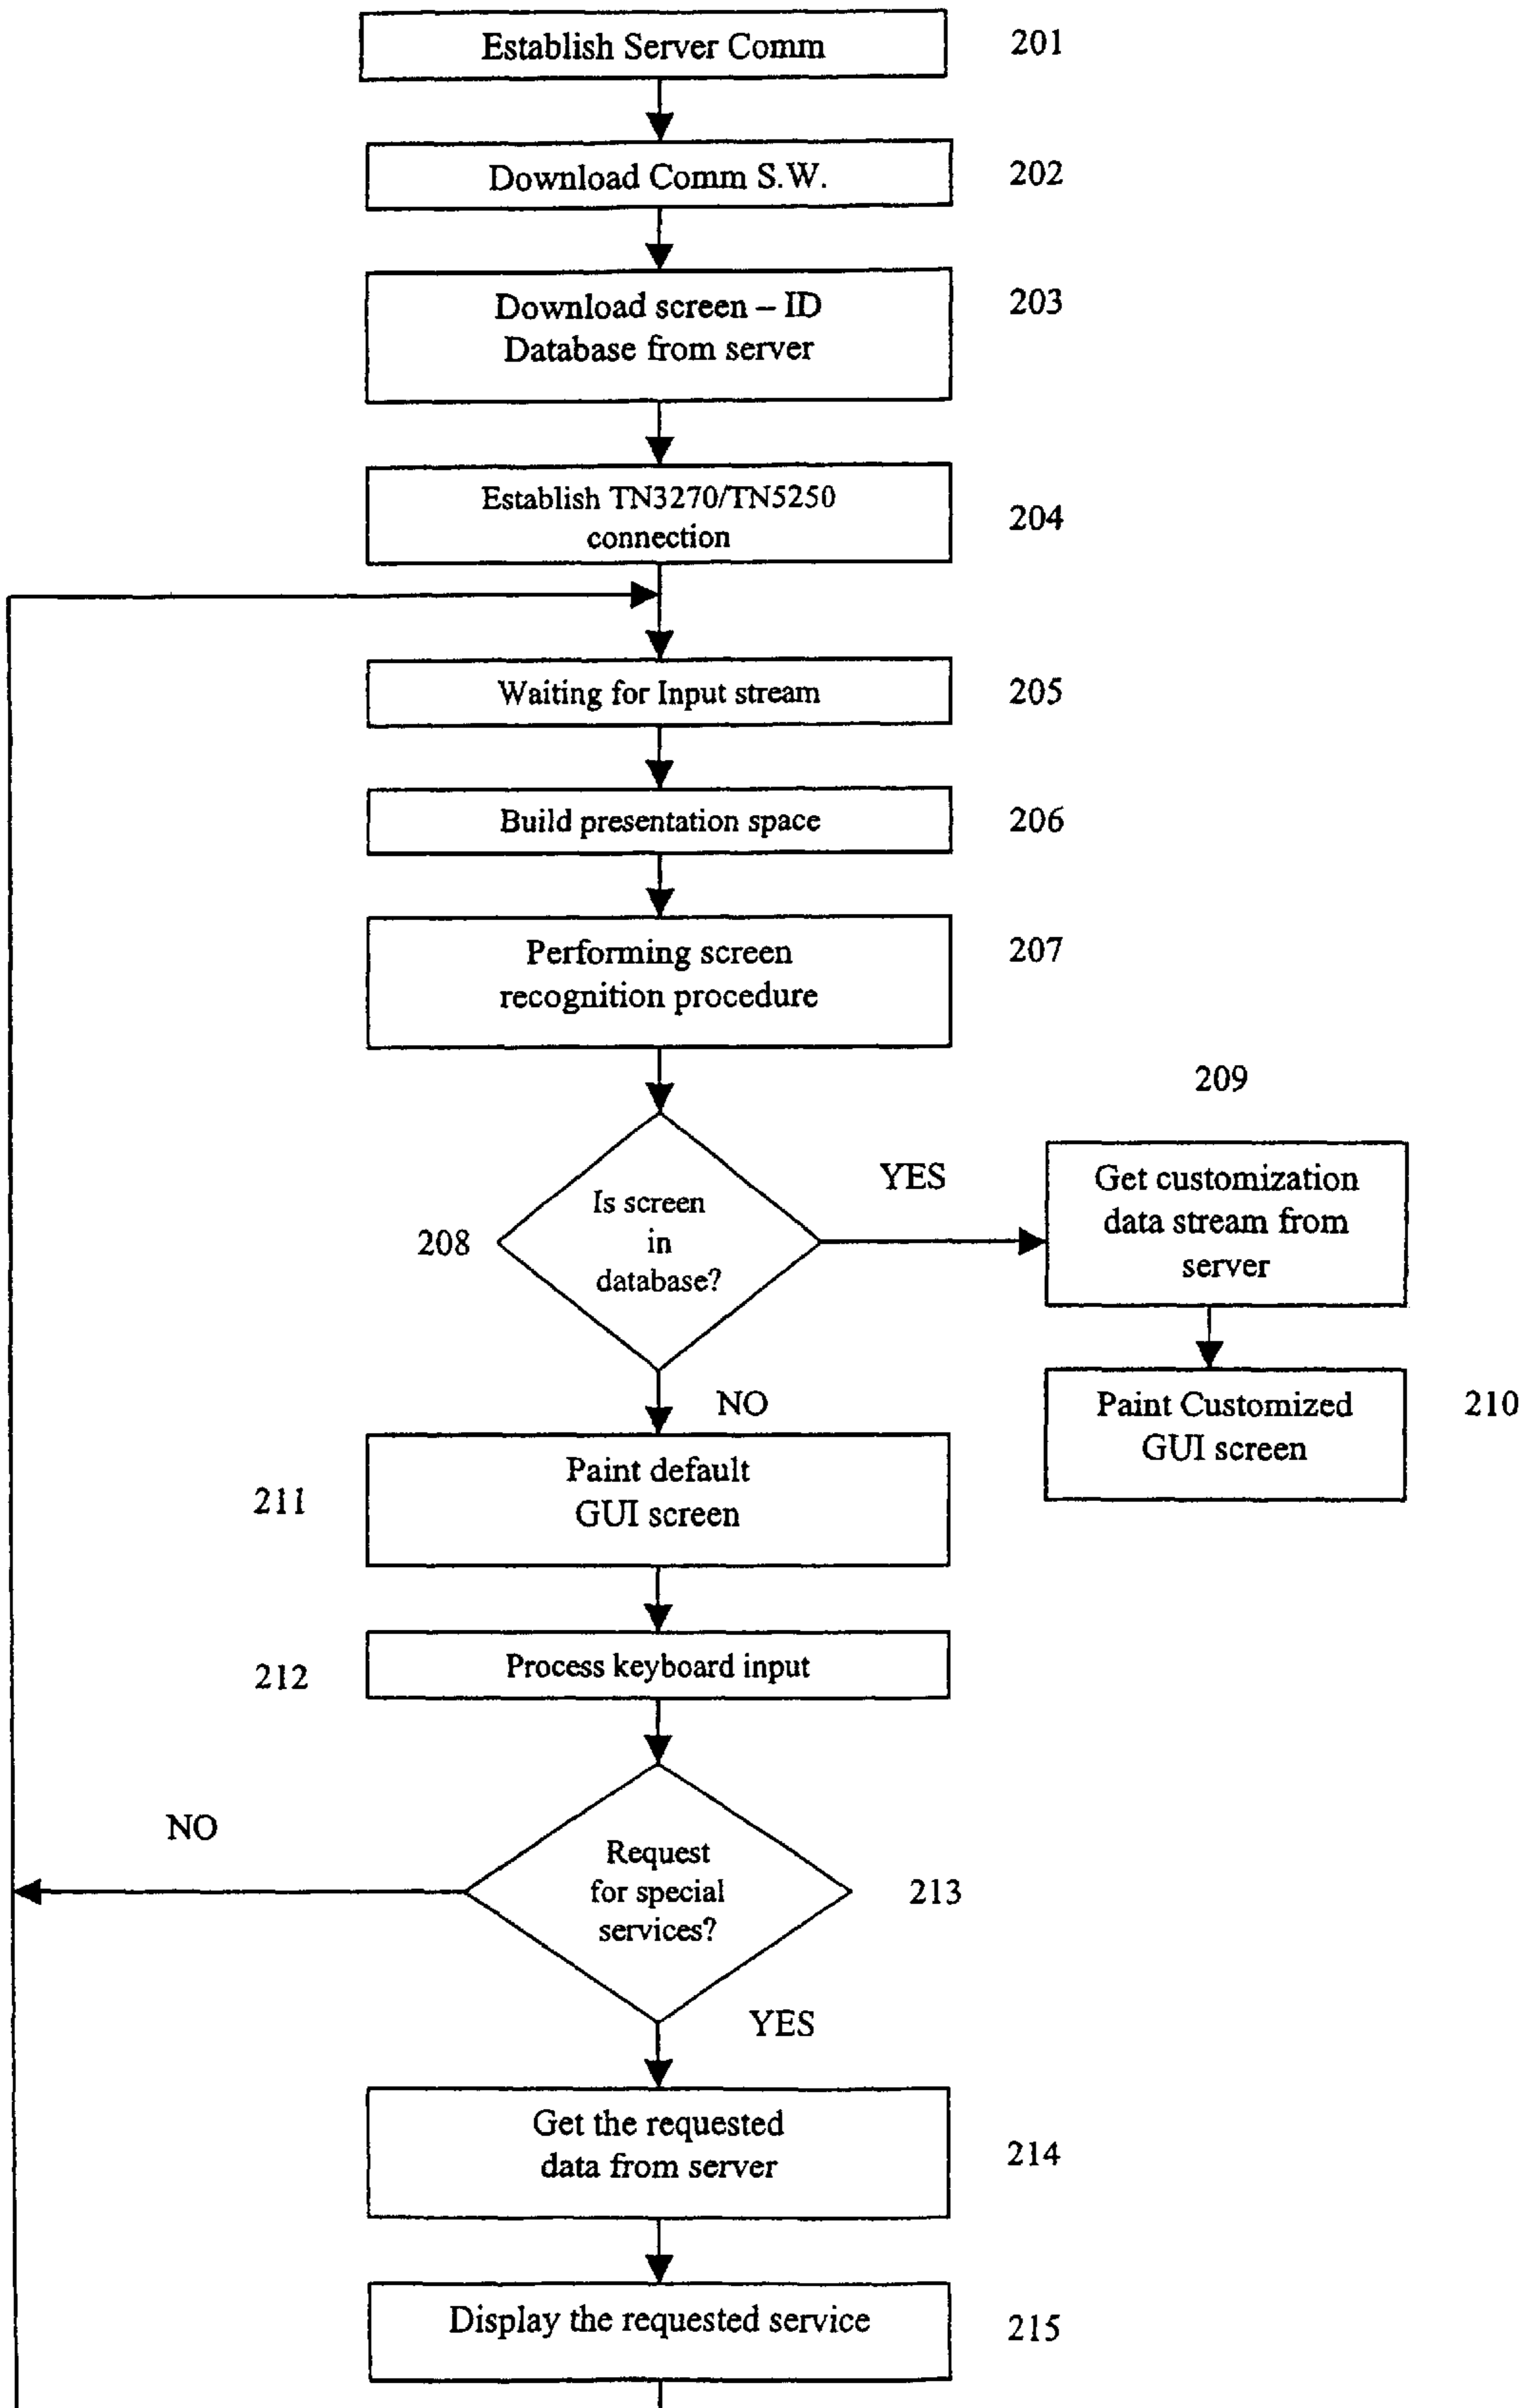 Establish Server Comm 201
Download Comm S.W. 202
Download screen – ID 203
Database from server
Establish TN3270/TN5250
connection 204
Waiting for Input stream 205
Build presentation space 206
Performing screen 207
recognition procedure
208
Is screen
in
database?
YES
209
Get customization
data stream from
server
Paint Customized 210
GUI screen
NO
211
Paint default
GUI screen
212
Process keyboard input
NO
Request
for special
services?
213
YES
Get the requested
data from server
214
Display the requested service 215